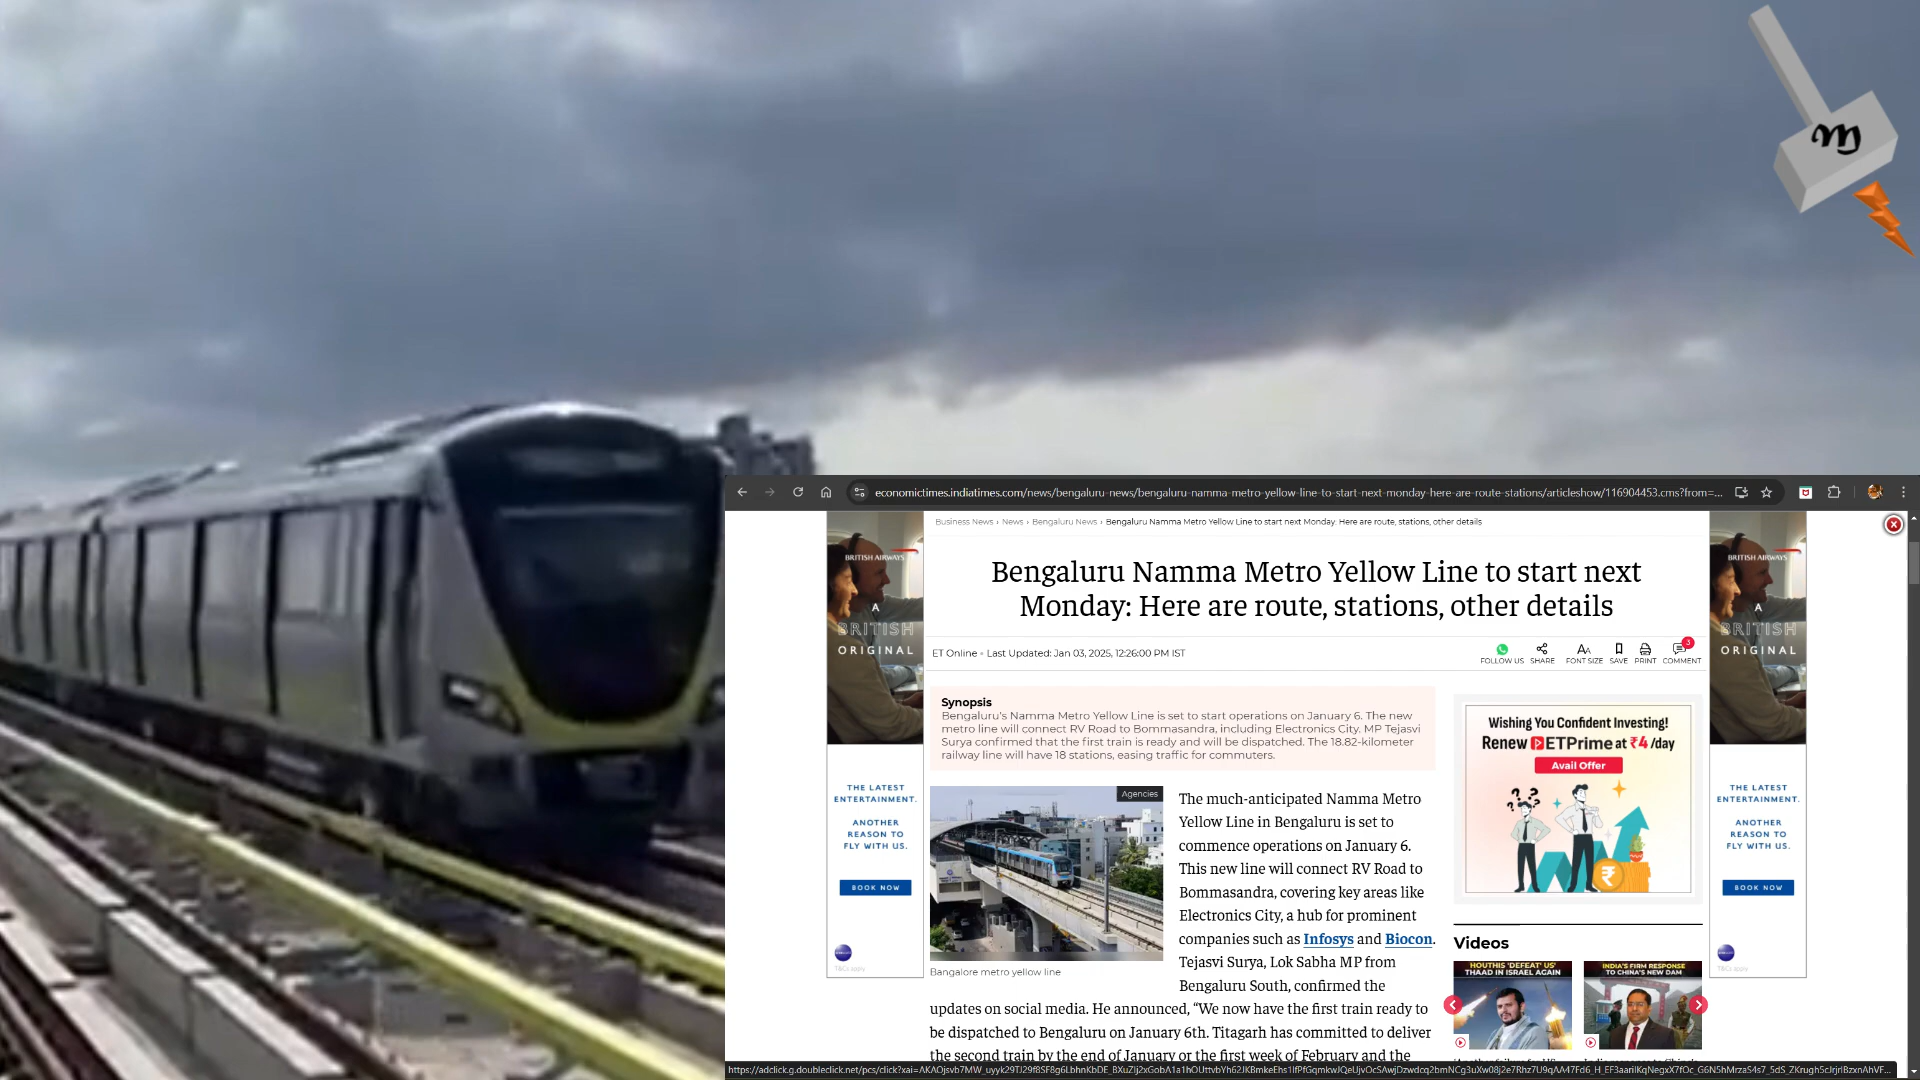 m
economictimes.indiatimes.com/news/bengaluru-news/bengaluru-namma-metro-yellow-line-to-start-next-monday-here-are-route-stations/articleshow/116904453.cms?from=...
Business News › News › Bengaluru News › Bengaluru Namma Metro Yellow Line to start next Monday: Here are route, stations, other details
Bengaluru Namma Metro Yellow Line to start next
Monday: Here are route, stations, other details
ET Online • Last Updated: Jan 03, 2025, 12:26:00 PM IST
FOLLOW US
SHARE
AA
FONT SIZE
SAVE
PRINT
3
COMMENT
BRITISH AIRWAYS
A
BRITISH
ORIGINAL
THE LATEST
ENTERTAINMENT.
ANOTHER
REASON TO
FLY WITH US.
BOOK NOW
T&Cs apply
Synopsis
Bengaluru's Namma Metro Yellow Line is set to start operations on January 6. The new
metro line will connect RV Road to Bommasandra, including Electronics City. MP Tejasvi
Surya confirmed that the first train is ready and will be dispatched. The 18.82-kilometer
railway line will have 18 stations, easing traffic for commuters.
Agencies
Bangalore metro yellow line
The much-anticipated Namma Metro
Yellow Line in Bengaluru is set to
commence operations on January 6.
This new line will connect RV Road to
Bommasandra, covering key areas like
Electronics City, a hub for prominent
companies such as Infosys and Biocon.
Tejasvi Surya, Lok Sabha MP from
Bengaluru South, confirmed the
updates on social media. He announced, “We now have the first train ready to
be dispatched to Bengaluru on January 6th. Titagarh has committed to deliver
the second train by the end of January or the first week of February and the
Wishing You Confident Investing!
Renew ETPrime at ₹4 /day
Avail Offer
₹
Videos
HOUTHIS 'DEFEAT' US'
THAAD IN ISRAEL AGAIN
INDIA'S FIRM RESPONSE
TO CHINA'S NEW DAM
BRITISH AIRWAYS
A
BRITISH
ORIGINAL
THE LATEST
ENTERTAINMENT.
ANOTHER
REASON TO
FLY WITH US.
BOOK NOW
T&Cs apply